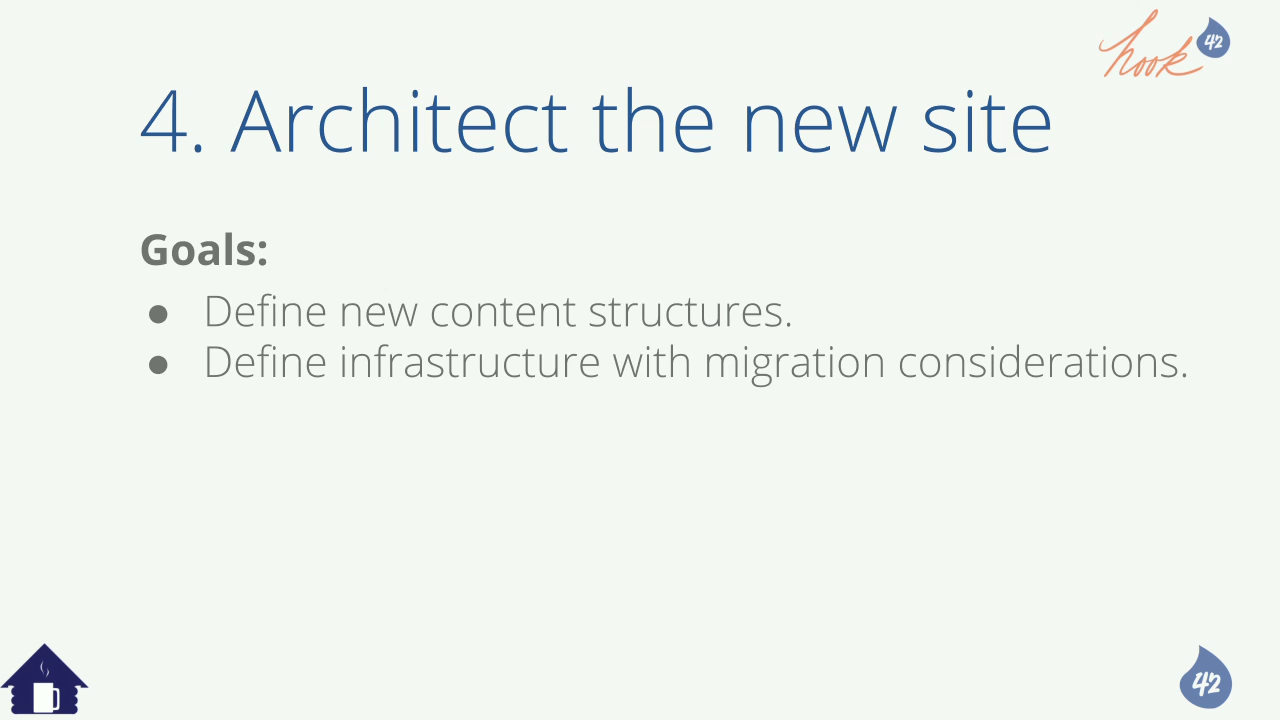 hook 42
4. Architect the new site
Goals:
● Define new content structures.
● Define infrastructure with migration considerations.
42